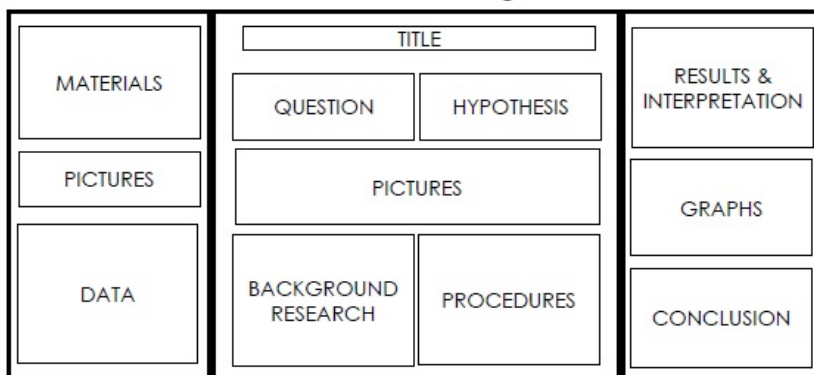 MATERIALS
PICTURES
DATA
TITLE
QUESTION
HYPOTHESIS
PICTURES
BACKGROUND
RESEARCH
PROCEDURES
RESULTS &
INTERPRETATION
GRAPHS
CONCLUSION